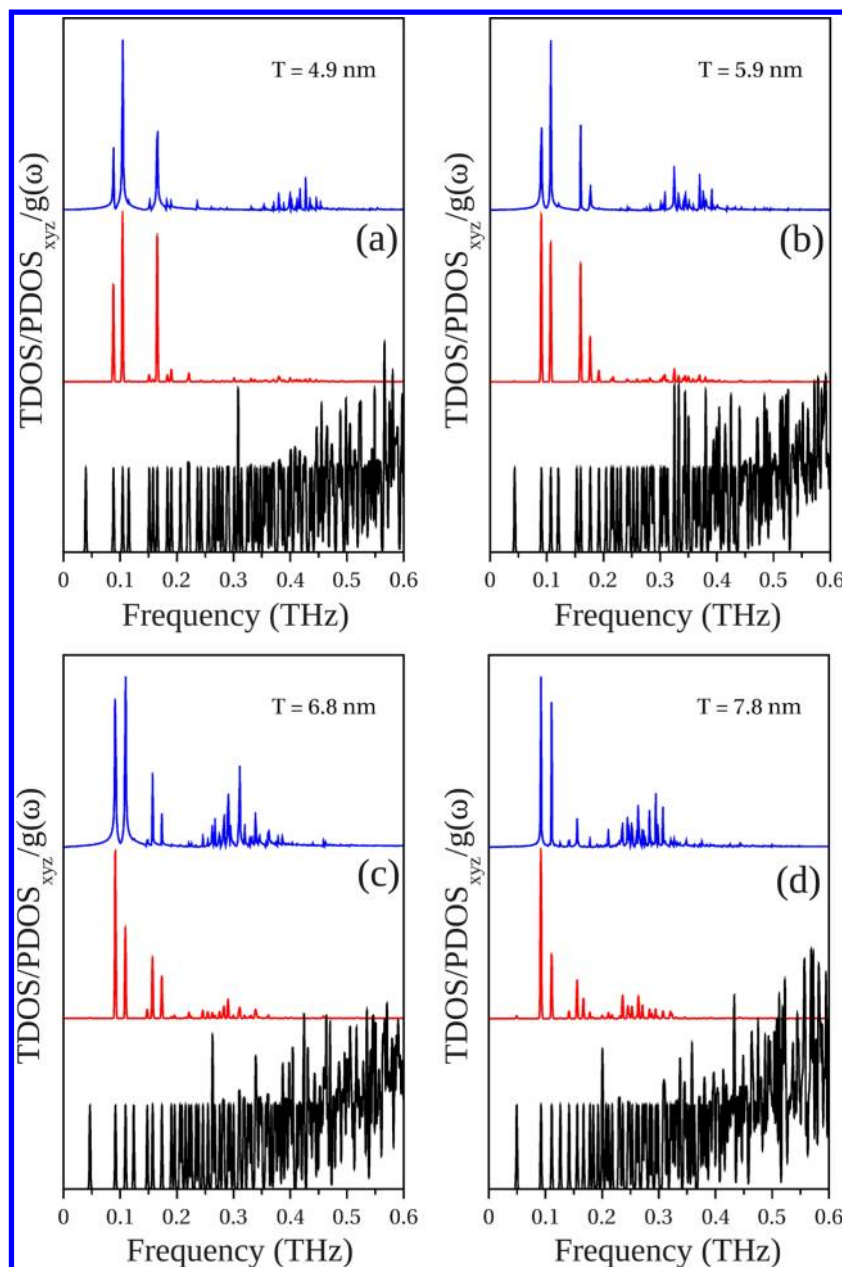 T = 4.9 nm
(a)
TDOS/PDOSxyz/g(ω)
0 0.1 0.2 0.3 0.4 0.5 0.6
Frequency (THz)
T = 5.9 nm
(b)
TDOS/PDOSxyz/g(ω)
0 0.1 0.2 0.3 0.4 0.5 0.6
Frequency (THz)
T = 6.8 nm
(c)
TDOS/PDOSxyz/g(ω)
0 0.1 0.2 0.3 0.4 0.5 0.6
Frequency (THz)
T = 7.8 nm
(d)
TDOS/PDOSxyz/g(ω)
0 0.1 0.2 0.3 0.4 0.5 0.6
Frequency (THz)